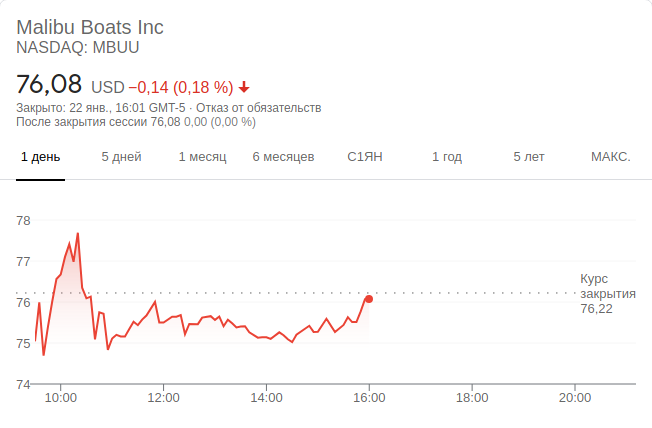 Malibu Boats Inc
NASDAQ: MBUU
76,08 USD −0,14 (0,18 %)
Закрыто: 22 янв., 16:01 GMT-5 · Отказ от обязательств
После закрытия сессии 76,08 0,00 (0,00 %)
1 день 5 дней 1 месяц 6 месяцев С1ЯН 1 год 5 лет МАКС.
78
77
Курс
закрытия
76,22
76
75
74
10:00 12:00 14:00 16:00 18:00 20:00